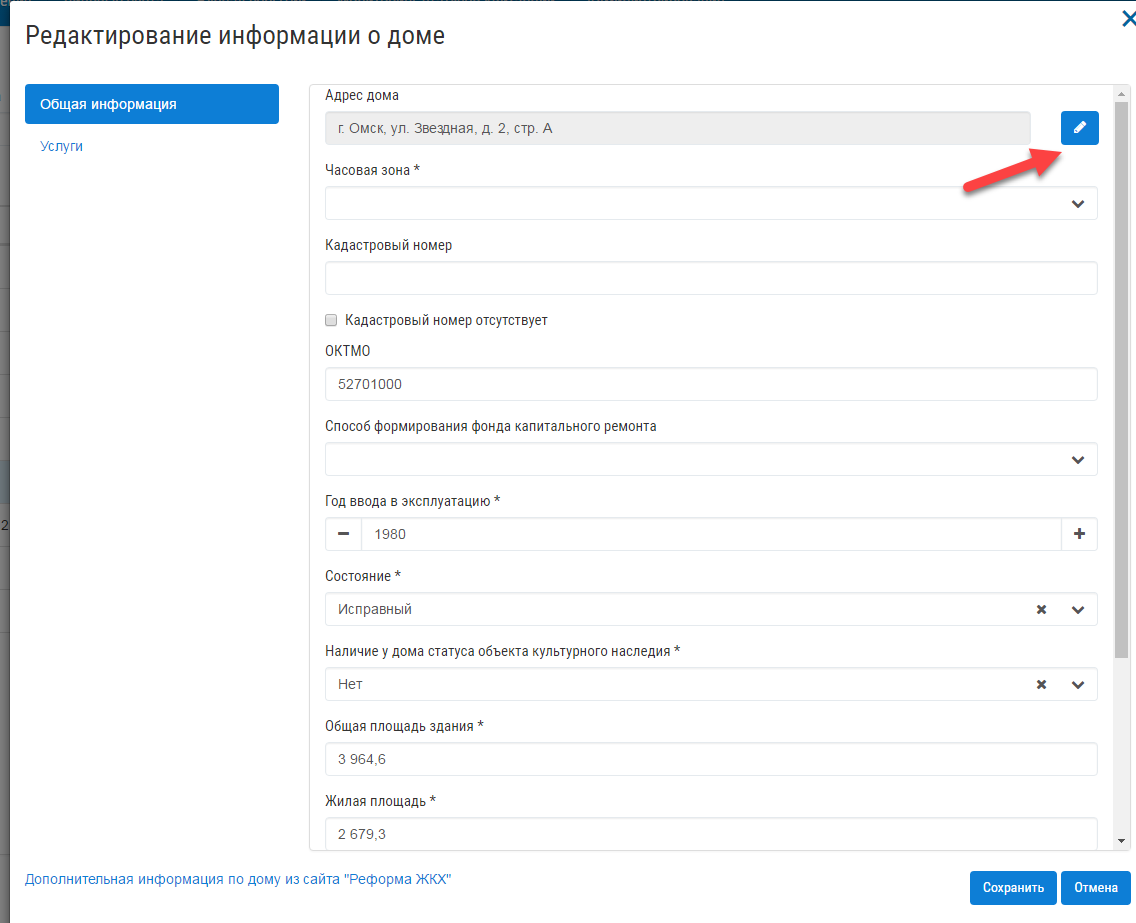 Редактирование информации о доме
Общая информация
Услуги
Адрес дома
г. Омск, ул. Звездная, д. 2, стр. А
Часовая зона *
Кадастровый номер
Кадастровый номер отсутствует
ОКТМО
52701000
Способ формирования фонда капитального ремонта
Год ввода в эксплуатацию *
1980
Состояние *
Исправный
Наличие у дома статуса объекта культурного наследия *
Нет
Общая площадь здания *
3 964,6
Жилая площадь *
2 679,3
Дополнительная информация по дому из сайта "Реформа ЖКХ"
Сохранить
Отмена